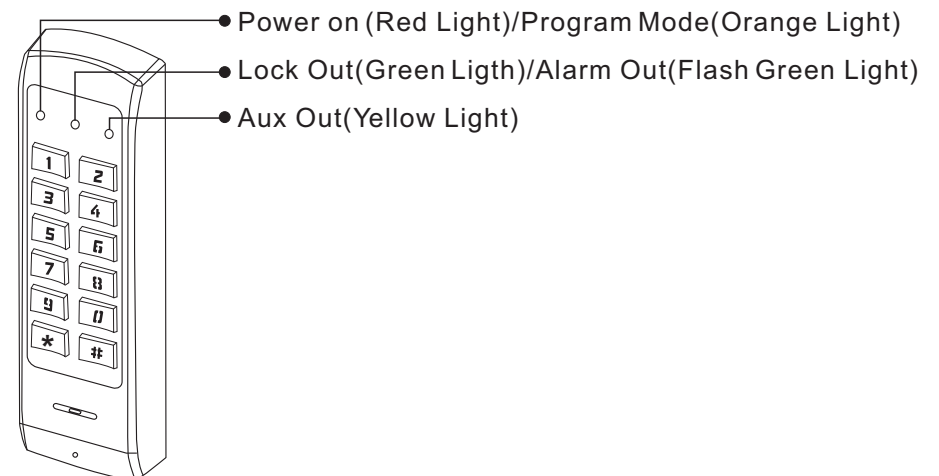 Power on (Red Light)/Program Mode(Orange Light)
Lock Out(Green Ligth)/Alarm Out(Flash Green Light)
Aux Out(Yellow Light)
1 2
3 4
5 6
7 8
9 0
* #